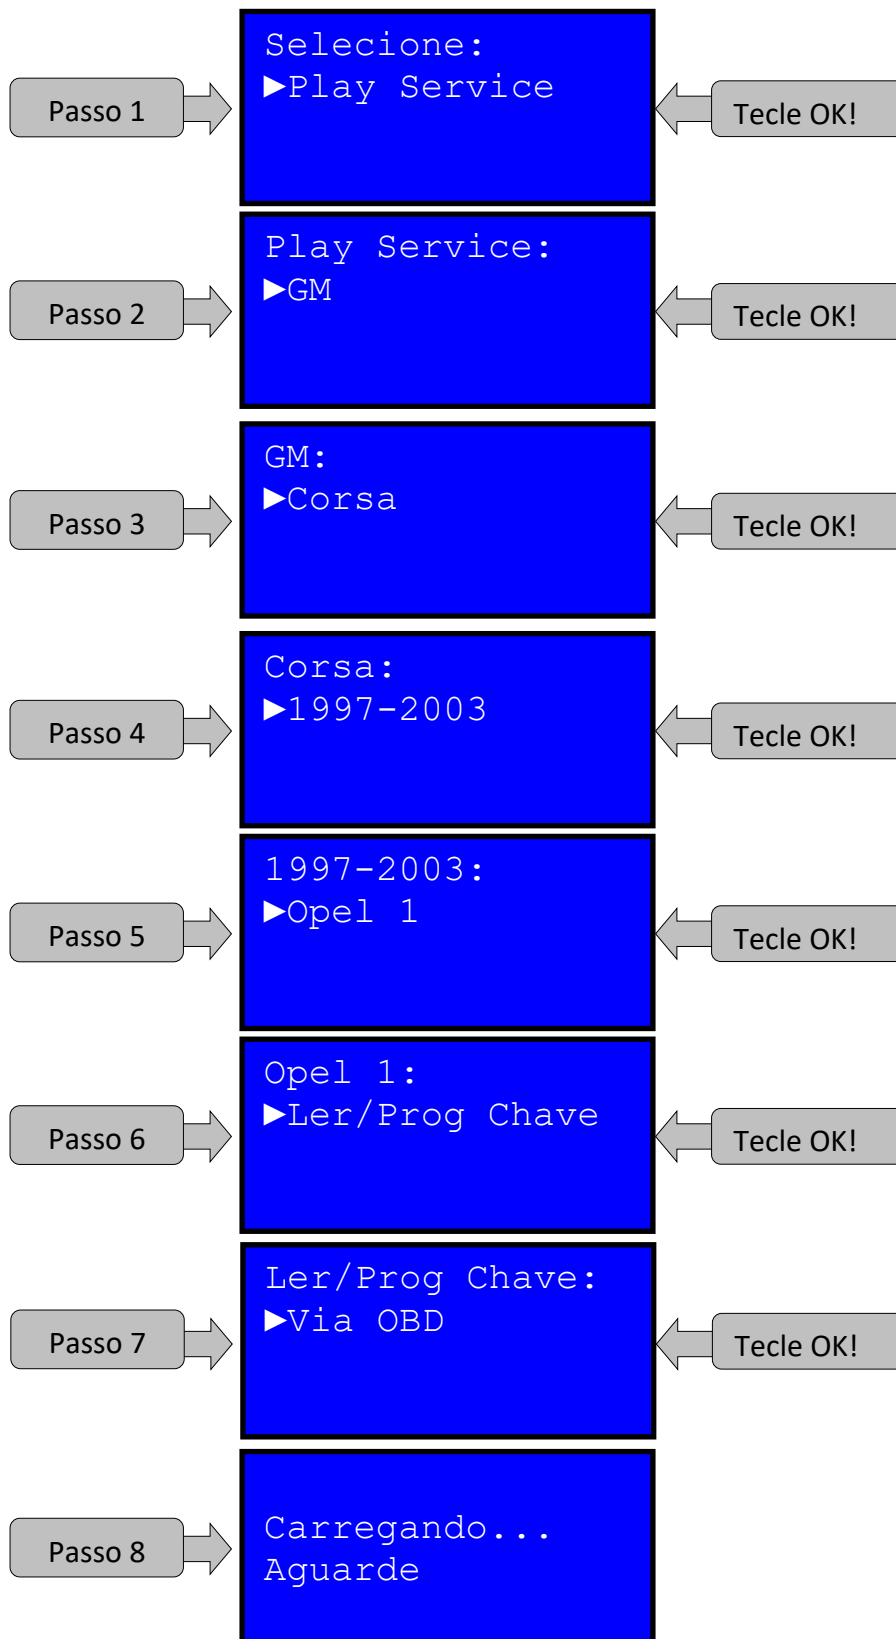 Selecione:
Passo 1
►Play Service
Tecle OK!
Play Service:
Passo 2
►GM
Tecle OK!
GM:
Passo 3
►Corsa
Tecle OK!
Corsa:
Passo 4
►1997-2003
Tecle OK!
1997-2003:
Passo 5
►Opel 1
Tecle OK!
Opel 1:
Passo 6
►Ler/Prog Chave
Tecle OK!
Ler/Prog Chave:
Passo 7
►Via OBD
Tecle OK!
Passo 8
Carregando...
Aguarde